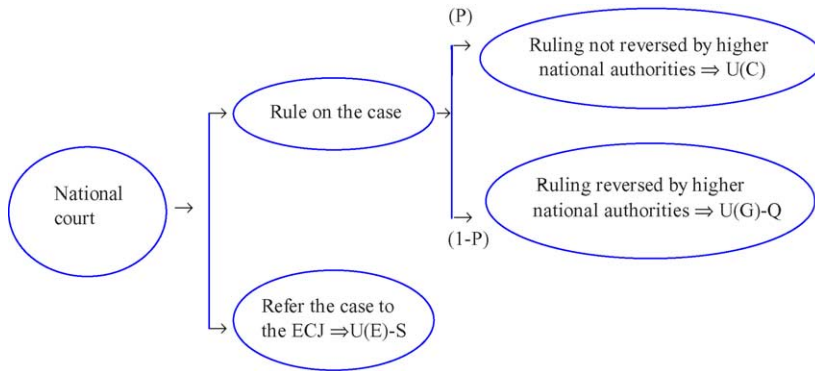 (P)
Ruling not reversed by higher
national authorities ⇒ U(C)
Rule on the case
National
court
Ruling reversed by higher
national authorities ⇒ U(G)-Q
(1-P)
Refer the case to
the ECJ ⇒U(E)-S